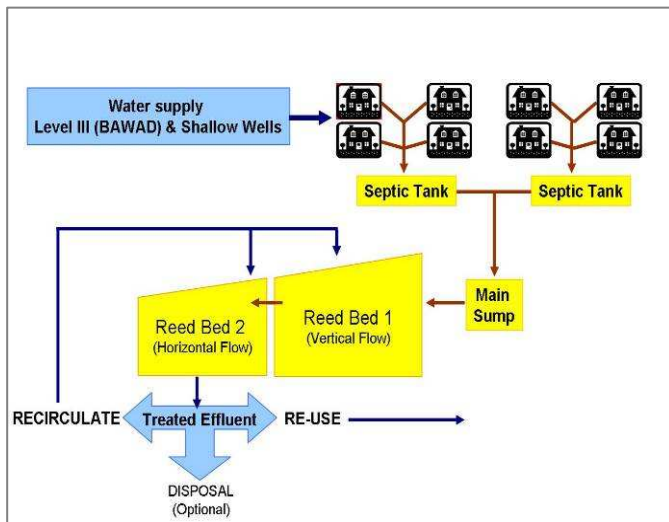 Water supply
Level III (BAWAD) & Shallow Wells
Septic Tank
Septic Tank
Main
Sump
Reed Bed 1
(Vertical Flow)
Reed Bed 2
(Horizontal Flow)
RECIRCULATE
Treated Effluent
RE-USE
DISPOSAL
(Optional)